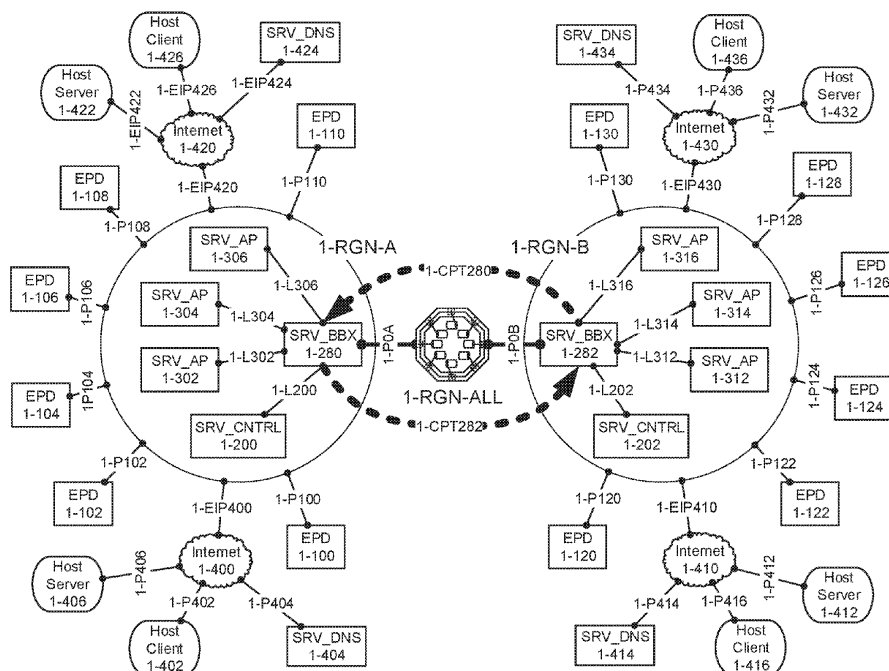 Host
Client
1-426
SRV_DNS
1-424
Host
Server
1-422
1-EIP422
1-EIP426
1-EIP424
Internet
1-420
EPD
1-110
1-EIP420
1-P110
EPD
1-108
1-P108
EPD
1-106
1-P106
EPD
1-104
1P104
EPD
1-102
1-P102
1-RGN-A
SRV_AP
1-306
1-L306
SRV_AP
1-304
1-L304
SRV_AP
1-302
1-L302
SRV_BBX
1-280
1-L200
SRV_CNTRL
1-200
1-EIP400
1-P100
EPD
1-100
Internet
1-400
1-P406
Host
Server
1-406
1-P402
1-P404
Host
Client
1-402
SRV_DNS
1-404
1-CPT280
1-P0A
1-P0B
1-RGN-ALL
1-CPT282
SRV_DNS
1-434
Host
Client
1-436
Host
Server
1-432
1-P434
1-P436
1-P432
Internet
1-430
EPD
1-130
1-P130
1-EIP430
EPD
1-128
1-P128
EPD
1-126
1-P126
EPD
1-124
1-P124
EPD
1-122
1-P122
1-RGN-B
SRV_AP
1-316
1-L316
SRV_AP
1-314
1-L314
SRV_AP
1-312
1-L312
SRV_BBX
1-282
1-L202
SRV_CNTRL
1-202
1-P120
EPD
1-120
1-EIP410
Internet
1-410
1-P412
Host
Server
1-412
1-P414
1-P416
SRV_DNS
1-414
Host
Client
1-416